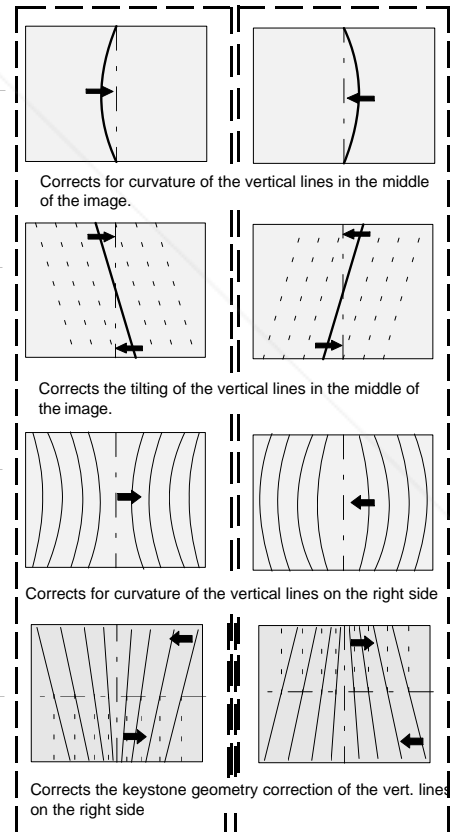 Corrects for curvature of the vertical lines in the middle
of the image.
Corrects the tilting of the vertical lines in the middle of
the image.
Corrects for curvature of the vertical lines on the right side
Corrects the keystone geometry correction of the vert. lines
on the right side